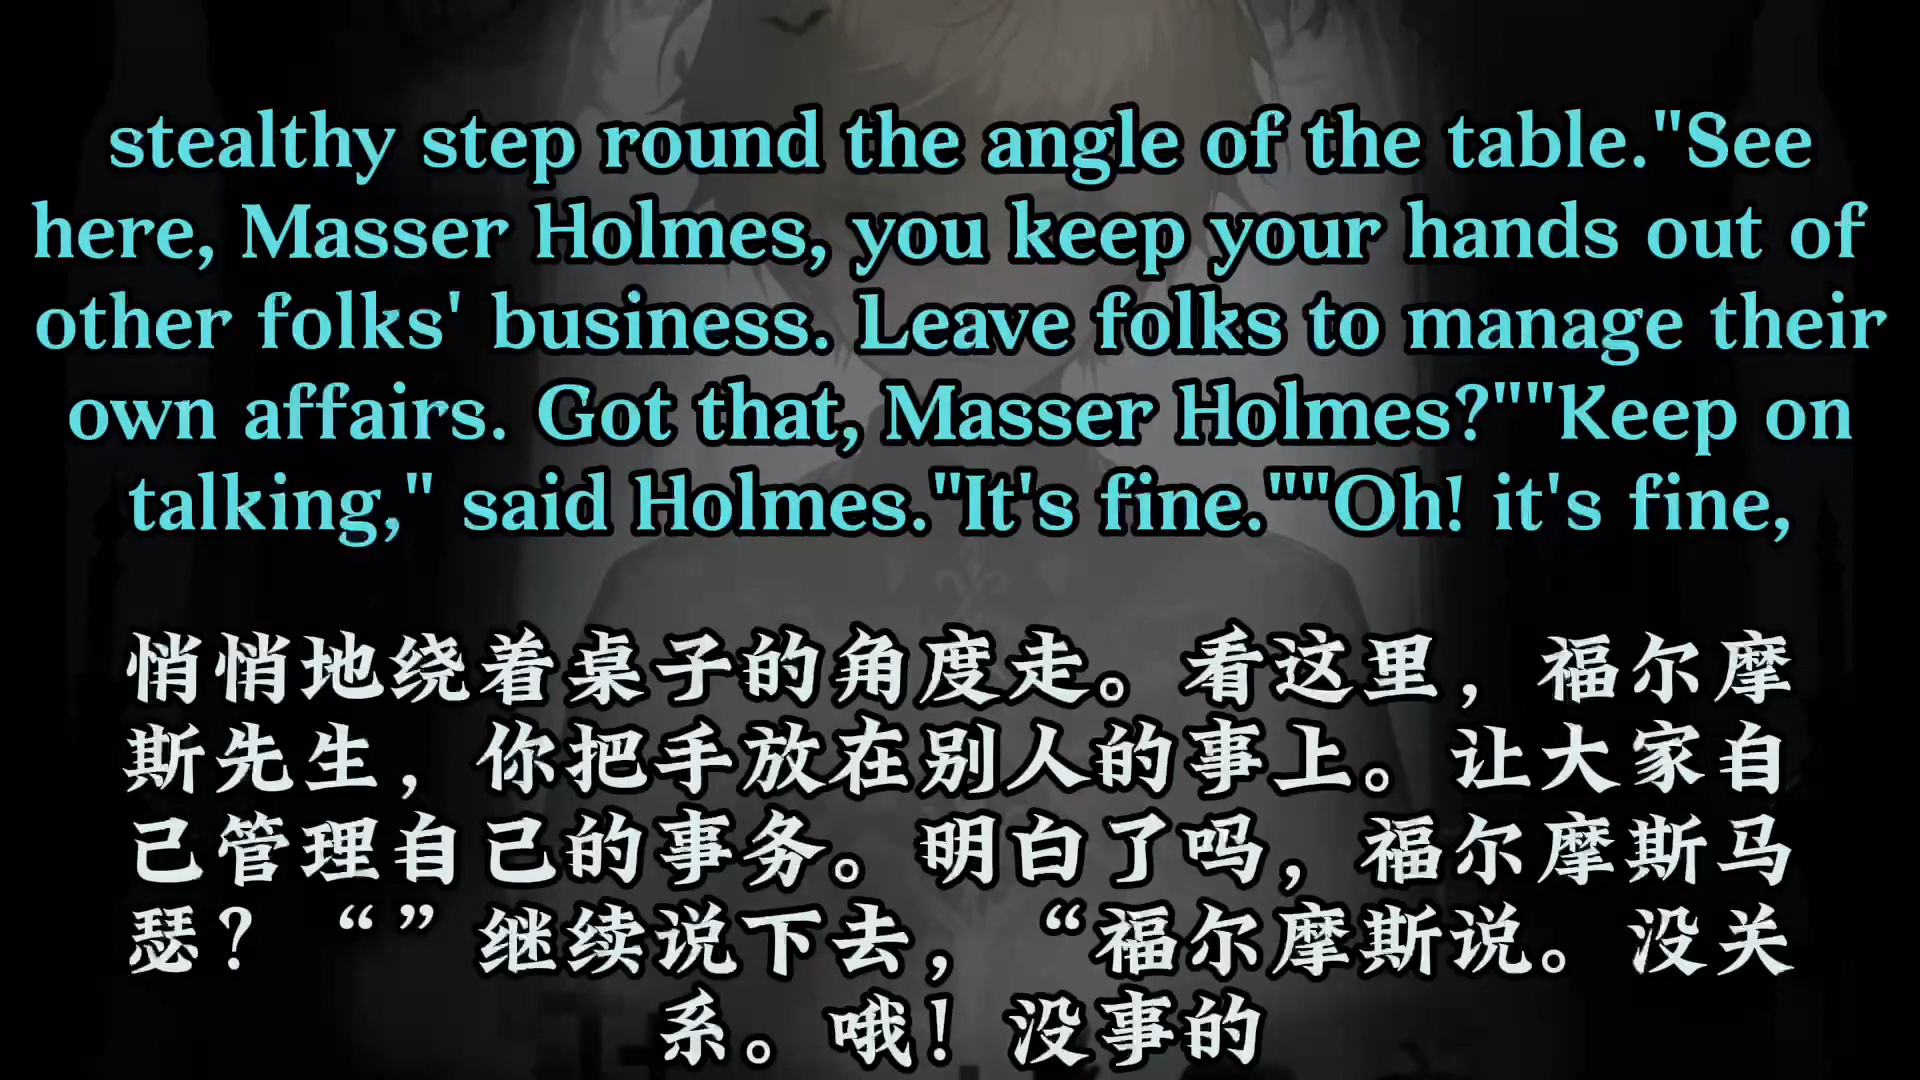 stealthy step round the angle of the table."See
here, Masser Holmes, you keep your hands out of
other folks' business. Leave folks to manage their
own affairs. Got that, Masser Holmes?""Keep on
talking," said Holmes."It's fine.""Oh! it's fine,
悄悄地绕着桌子的角度走。看这里，福尔摩
斯先生，你把手放在别人的事上。让大家自
己管理自己的事务。明白了吗，福尔摩斯马
瑟？“”继续说下去，“福尔摩斯说。没关
系。哦！没事的